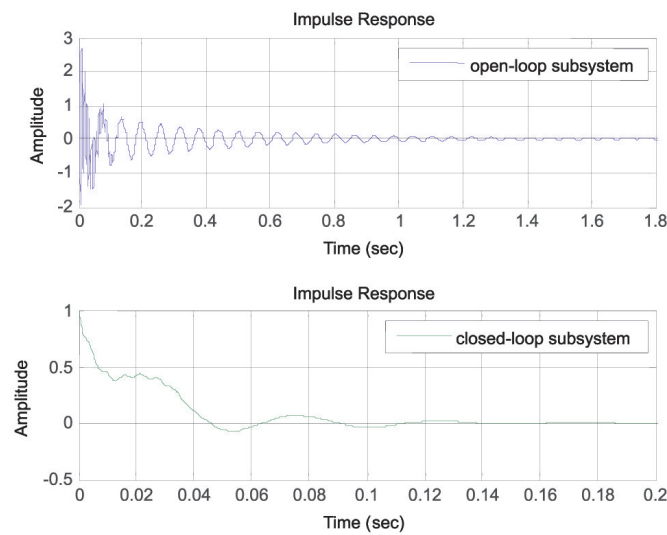 Impulse Response
3
2
1
0
-1
-2
Amplitude
open-loop subsystem
0 0.2 0.4 0.6 0.8 1 1.2 1.4 1.6 1.8
Time (sec)
Impulse Response
1
0.5
0
-0.5
Amplitude
closed-loop subsystem
0 0.02 0.04 0.06 0.08 0.1 0.12 0.14 0.16 0.18 0.2
Time (sec)